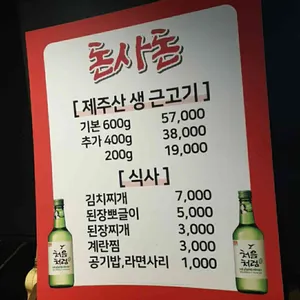 돈사돈
[ 제주산 생 근고기 ]
기본 600g 57,000
추가 400g 38,000
200g 19,000
[ 식사 ]
김치찌개 7,000
된장뽀글이 5,000
된장찌개 3,000
계란찜 3,000
공기밥,라면사리 1,000
처음처럼
처음처럼